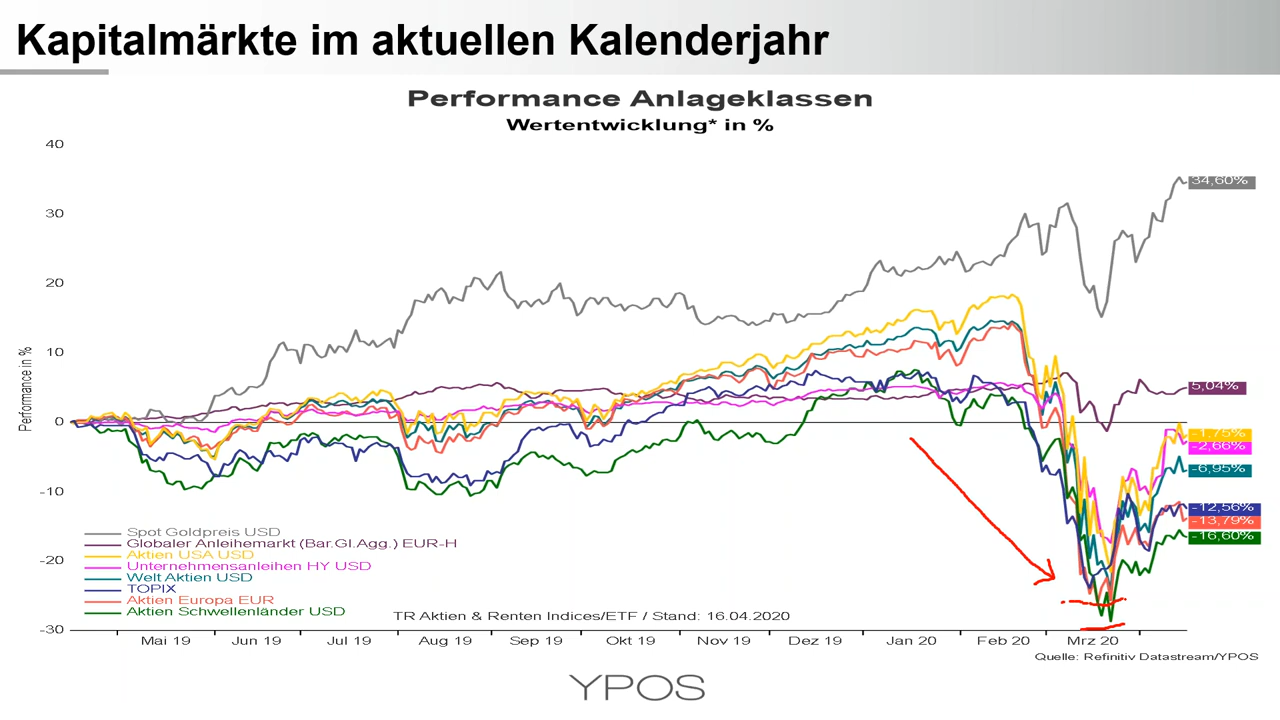 Kapitalmärkte im aktuellen Kalenderjahr
Performance Anlageklassen
Wertentwicklung* in %
40
30
20
10
0
-10
-20
-30
Performance in %
34,60%
5,04%
-1,75%
-2,66%
-6,95%
-12,56%
-13,79%
-16,60%
Spot Goldpreis USD
Globaler Anleihemarkt (Bar.Gl.Agg.) EUR-H
Aktien USA USD
Unternehmensanleihen HY USD
Welt Aktien USD
TOPIX
Aktien Europa EUR
Aktien Schwellenländer USD
TR Aktien & Renten Indices/ETF / Stand: 16.04.2020
Mai 19 Jun 19 Jul 19 Aug 19 Sep 19 Okt 19 Nov 19 Dez 19 Jan 20 Feb 20 Mrz 20
Quelle: Refinitiv Datastream/YPOS
YPOS